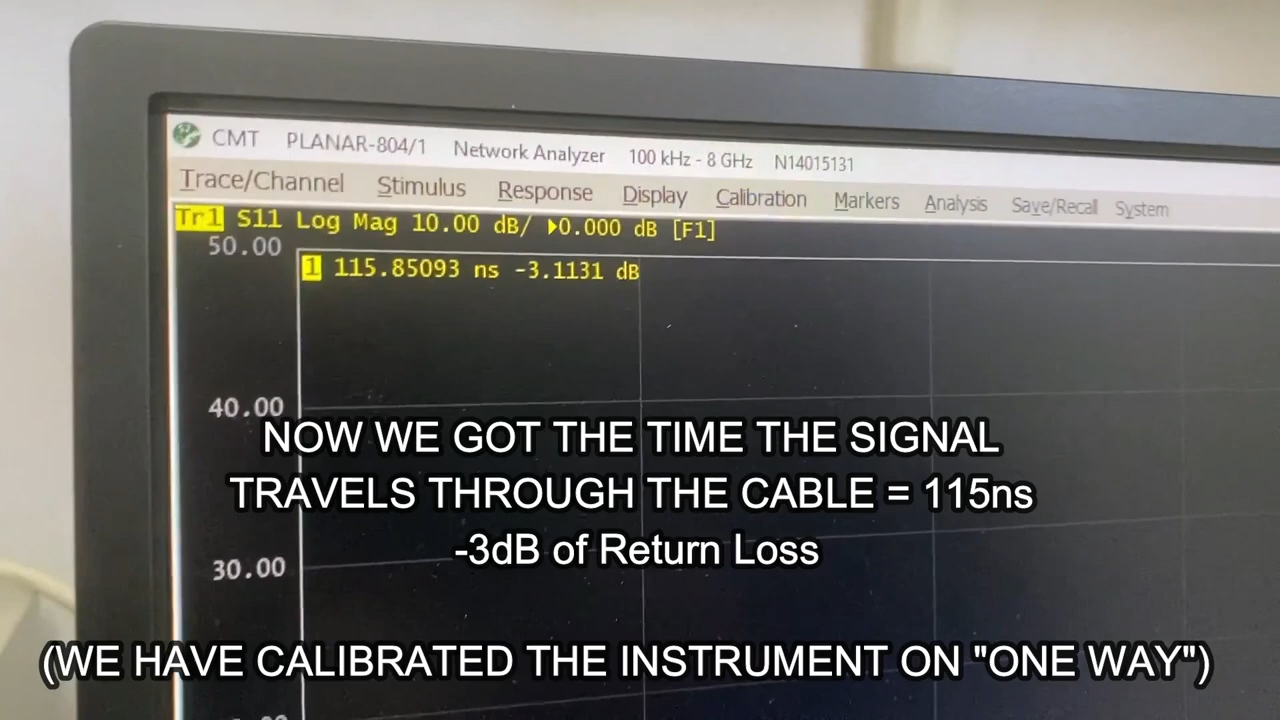 CMT PLANAR-804/1 Network Analyzer 100 kHz - 8 GHz N14015131
Trace/Channel Stimulus Response Display Calibration Markers Analysis Save/Recall System
Tr1 S11 Log Mag 10.00 dB/ ▶0.000 dB [F1]
50.00
1 115.85093 ns -3.1131 dB
40.00
NOW WE GOT THE TIME THE SIGNAL
TRAVELS THROUGH THE CABLE = 115ns
-3dB of Return Loss
30.00
(WE HAVE CALIBRATED THE INSTRUMENT ON "ONE WAY")